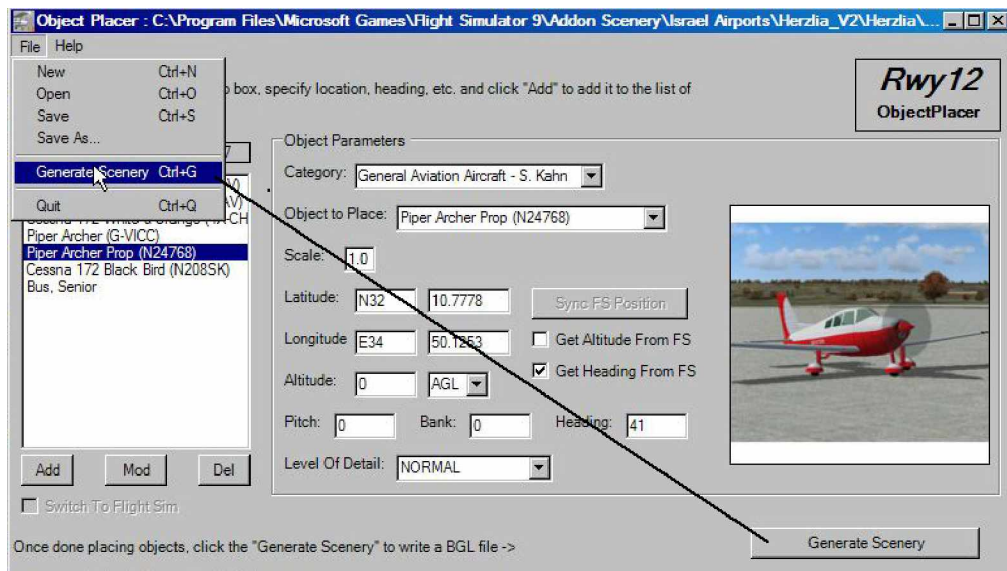 Object Placer : C:\Program Files\Microsoft Games\Flight Simulator 9\Addon Scenery\Israel Airports\Herzlia_V2\Herzlia\...
File Help
New Ctrl+N
Open Ctrl+O
Save Ctrl+S
Save As...
Generate Scenery Ctrl+G
Quit Ctrl+Q
box, specify location, heading, etc. and click "Add" to add it to the list of
Rwy12
ObjectPlacer
Piper Archer (G-VICC)
Piper Archer Prop (N24768)
Cessna 172 Black Bird (N208SK)
Bus, Senior
Add Mod Del
Switch To Flight Sim
Object Parameters
Category: General Aviation Aircraft - S. Kahn
Object to Place: Piper Archer Prop (N24768)
Scale: 1.0
Latitude: N32 10.7778 Sync FS Position
Longitude E34 50.1253 Get Altitude From FS
Altitude: 0 AGL Get Heading From FS
Pitch: 0 Bank: 0 Heading: 41
Level Of Detail: NORMAL
Once done placing objects, click the "Generate Scenery" to write a BGL file ->
Generate Scenery